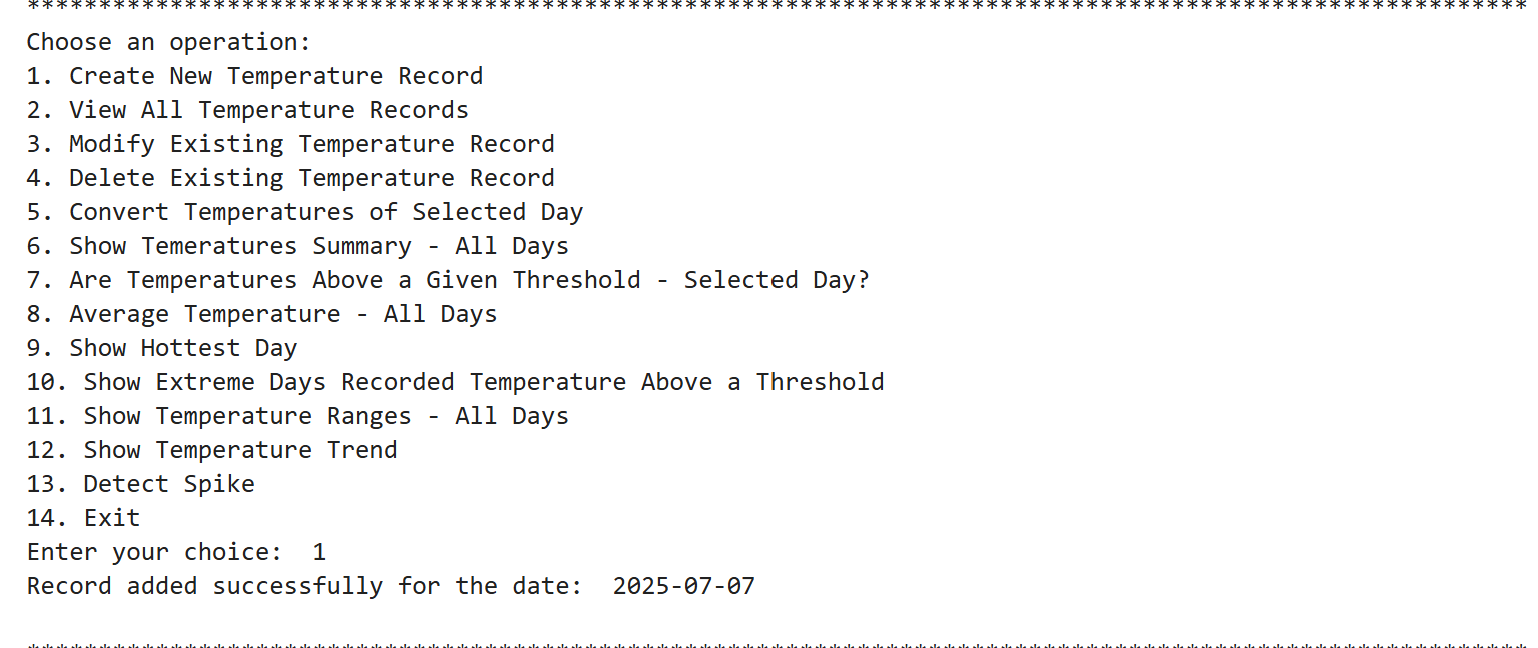 ****************************************************************************************************************
Choose an operation:
1. Create New Temperature Record
2. View All Temperature Records
3. Modify Existing Temperature Record
4. Delete Existing Temperature Record
5. Convert Temperatures of Selected Day
6. Show Temeratures Summary - All Days
7. Are Temperatures Above a Given Threshold - Selected Day?
8. Average Temperature - All Days
9. Show Hottest Day
10. Show Extreme Days Recorded Temperature Above a Threshold
11. Show Temperature Ranges - All Days
12. Show Temperature Trend
13. Detect Spike
14. Exit
Enter your choice:  1
Record added successfully for the date:  2025-07-07
****************************************************************************************************************